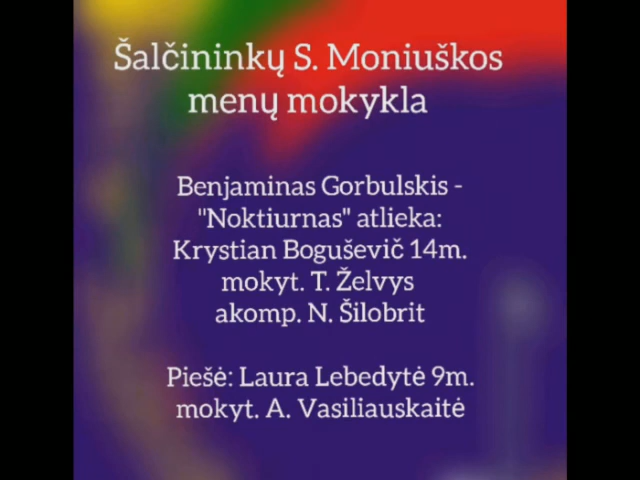 Šalčininkų S. Moniuškos
menų mokykla
Benjaminas Gorbulskis -
"Noktiurnas" atlieka:
Krystian Boguševič 14m.
mokyt. T. Želvys
akomp. N. Šilobrit
Piešė: Laura Lebedytė 9m.
mokyt. A. Vasiliauskaitė